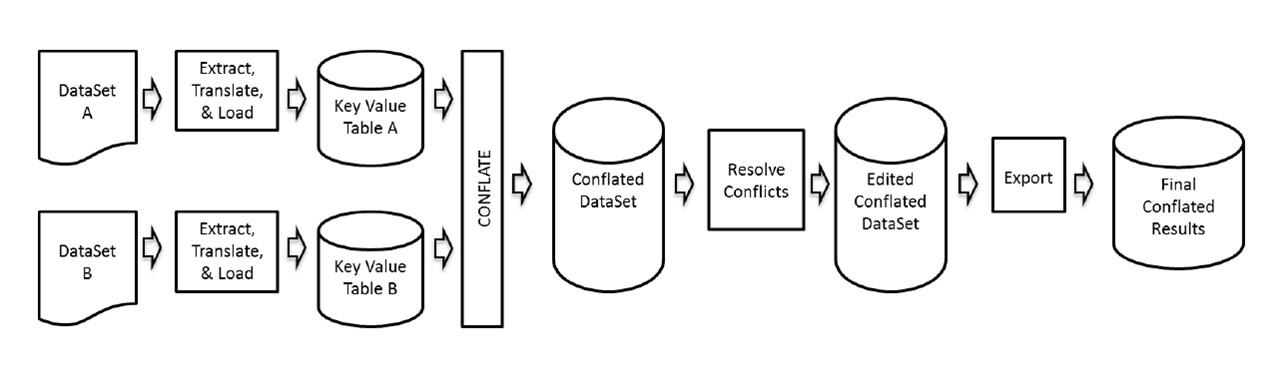 DataSet
A
Extract,
Translate,
& Load
Key Value
Table A
DataSet
B
Extract,
Translate,
& Load
Key Value
Table B
CONFLATE
Conflated
DataSet
Resolve
Conflicts
Edited
Conflated
DataSet
Export
Final
Conflated
Results